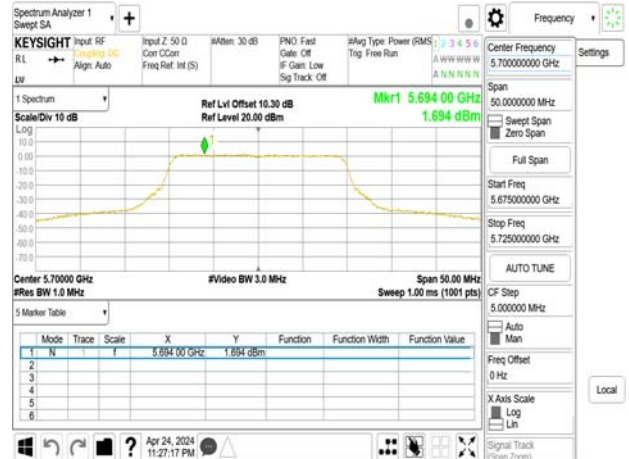 Spectrum Analyzer 1
Swept SA
Frequency
KEYSIGHT
RL
Input: RF
Coupling: DC
Align: Auto
Input Z: 50 Ω
Corr CCorr
Freq Ref: Int (S)
#Atten: 30 dB
PNO: Fast
Gate: Off
IF Gain: Low
Sig Track: Off
#Avg Type: Power (RMS
Trig: Free Run
1 2 3 4 5 6
A W W W W W
A N N N N N
Center Frequency
5.700000000 GHz
Settings
Span
50.0000000 MHz
Swept Span
Zero Span
Full Span
Start Freq
5.675000000 GHz
Stop Freq
5.725000000 GHz
AUTO TUNE
CF Step
5.000000 MHz
Auto
Man
Freq Offset
0 Hz
X Axis Scale
Log
Lin
Signal Track
(Span Zoom)
Local
1 Spectrum
Scale/Div 10 dB
Ref Lvl Offset 10.30 dB
Ref Level 20.00 dBm
Mkr1 5.694 00 GHz
1.694 dBm
Log
10.0
0.00
-10.0
-20.0
-30.0
-40.0
-50.0
-60.0
-70.0
1
Center 5.70000 GHz
#Res BW 1.0 MHz
#Video BW 3.0 MHz
Span 50.00 MHz
Sweep 1.00 ms (1001 pts)
5 Marker Table
Mode Trace Scale X Y Function Function Width Function Value
1 N 1 f 5.694 00 GHz 1.694 dBm
2
3
4
5
6
? Apr 24, 2024
11:27:17 PM